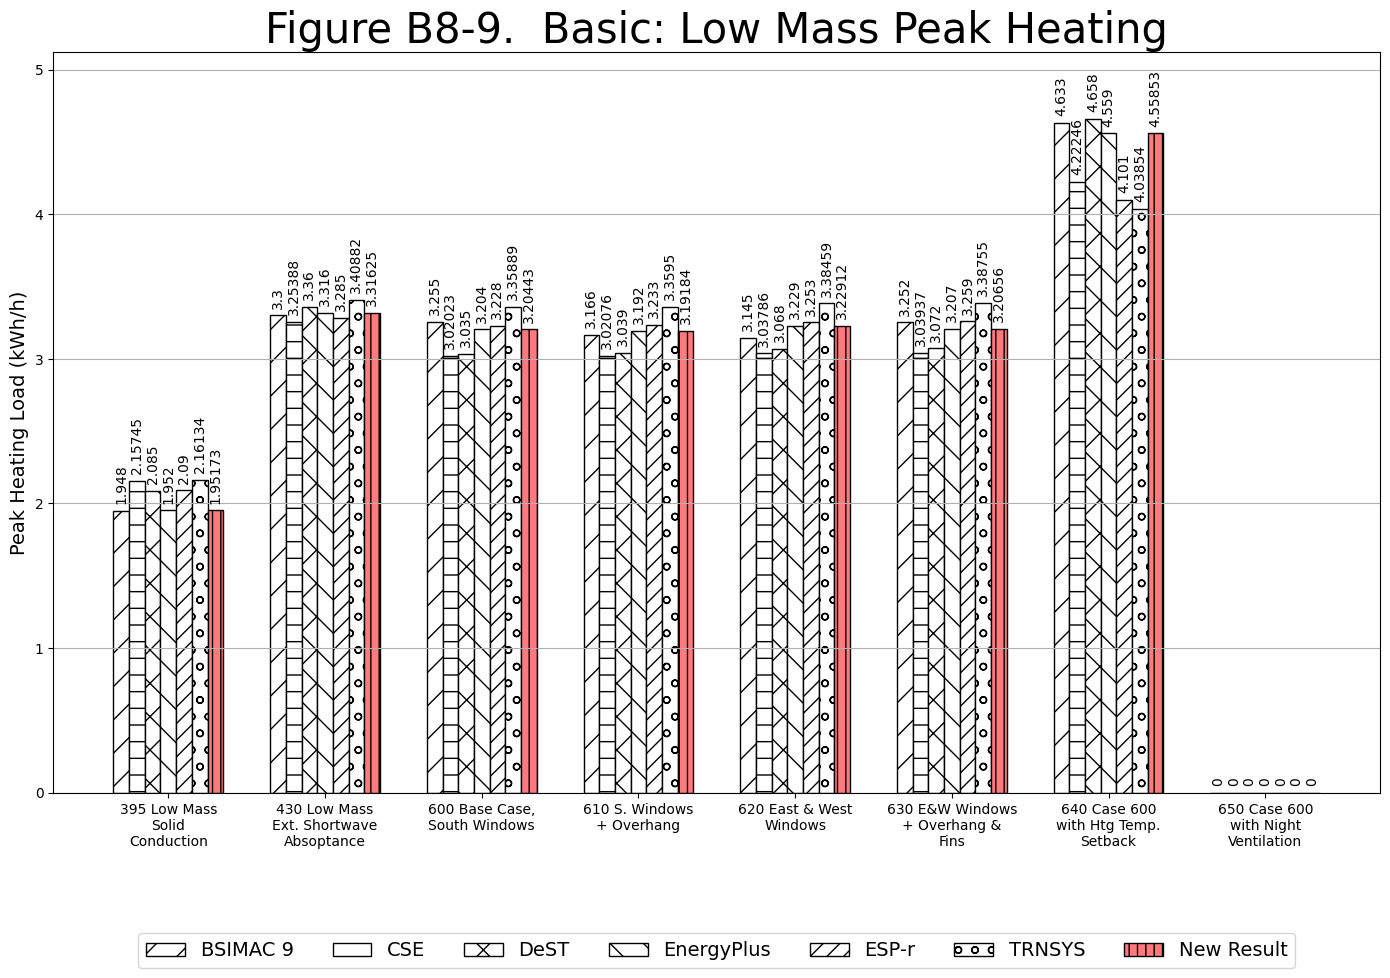 Figure B8-9.  Basic: Low Mass Peak Heating
Peak Heating Load (kWh/h)
5
4
3
2
1
0
1.948
2.15745
2.085
1.952
2.09
2.16134
1.95173
3.3
3.25388
3.36
3.316
3.285
3.40882
3.31625
3.255
3.02023
3.035
3.204
3.228
3.35889
3.20443
3.166
3.02076
3.039
3.192
3.233
3.3595
3.19184
3.145
3.03786
3.068
3.229
3.253
3.38459
3.22912
3.252
3.03937
3.072
3.207
3.259
3.38755
3.20656
4.633
4.22246
4.658
4.559
4.101
4.03854
4.55853
0
0
0
0
0
0
0
395 Low Mass
Solid
Conduction
430 Low Mass
Ext. Shortwave
Absoptance
600 Base Case,
South Windows
610 S. Windows
+ Overhang
620 East & West
Windows
630 E&W Windows
+ Overhang &
Fins
640 Case 600
with Htg Temp.
Setback
650 Case 600
with Night
Ventilation
BSIMAC 9
CSE
DeST
EnergyPlus
ESP-r
TRNSYS
New Result